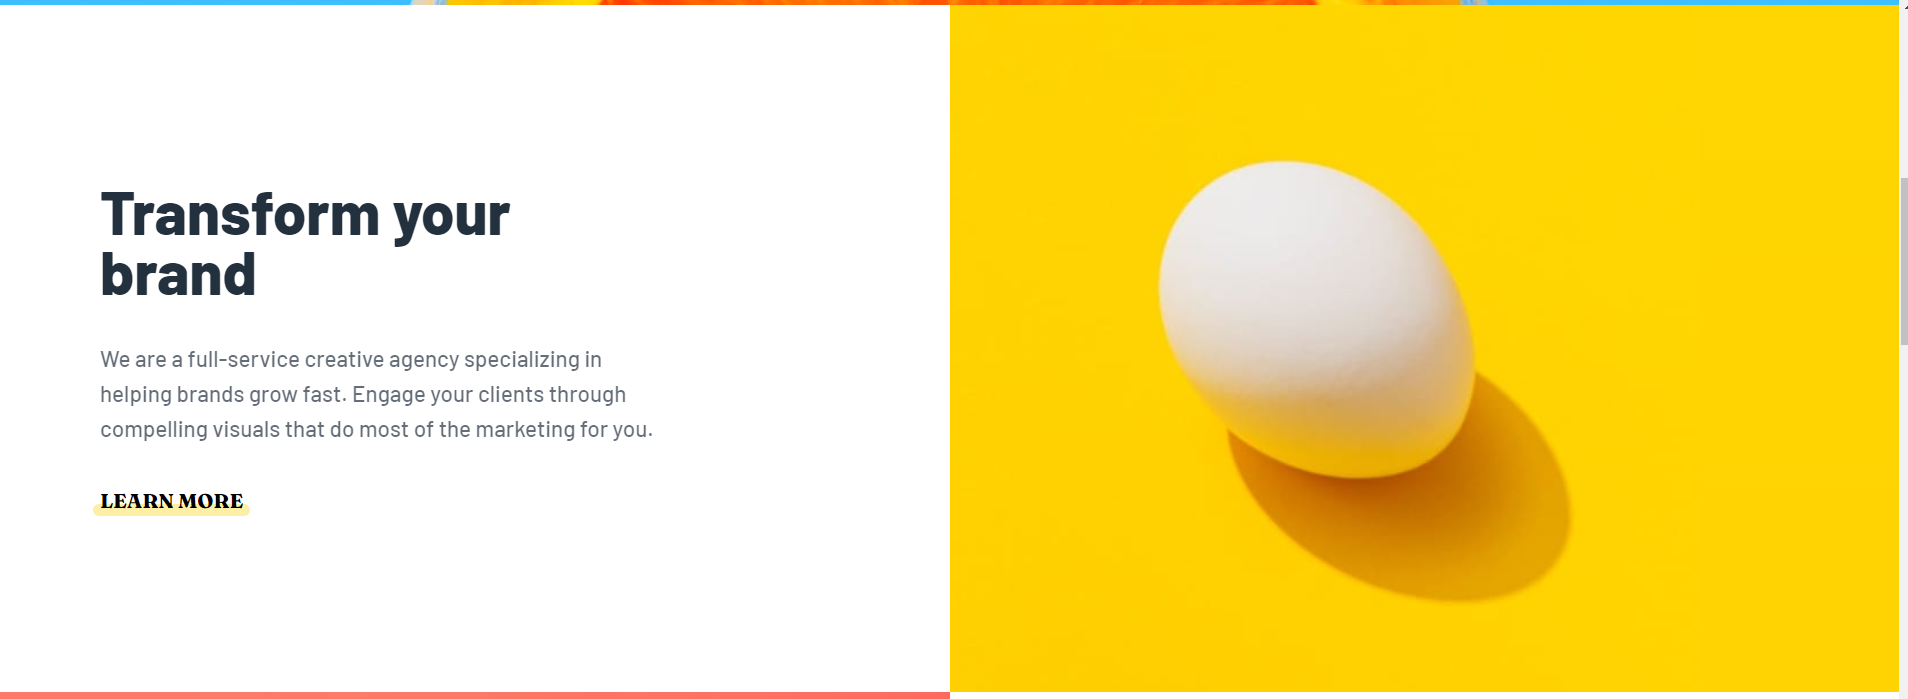 Transform your
brand
We are a full-service creative agency specializing in
helping brands grow fast. Engage your clients through
compelling visuals that do most of the marketing for you.
LEARN MORE